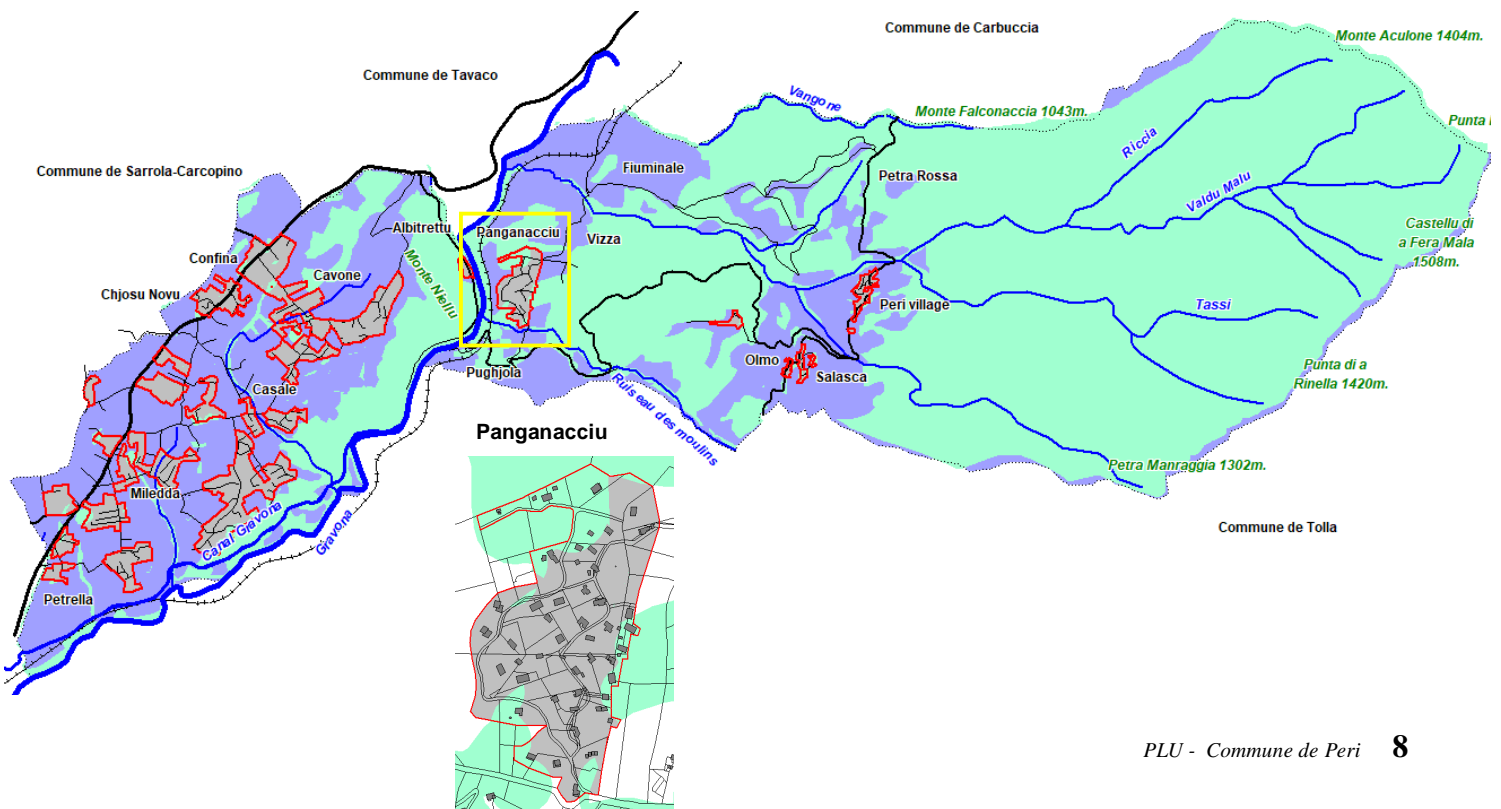 Commune de Carbuccia
Monte Aculone 1404m.
Commune de Tavaco
Vangone
Monte Falconaccia 1043m.
Punta
Riccia
Commune de Sarrola-Carcopino
Fiuminale
Petra Rossa
Valdu Malu
Albitrettu
Panganacciu
Vizza
Castellu di
a Fera Mala
1508m.
Confina
Cavone
Monte Niellu
Chjosu Novu
Peri village
Tassi
Pughjola
Olmo
Salasca
Punta di a
Rinella 1420m.
Casale
Ruiseau des moulins
Panganacciu
Petra Manraggia 1302m.
Miledda
Canal Gravona
Gravona
Commune de Tolla
Petrella
PLU - Commune de Peri 8